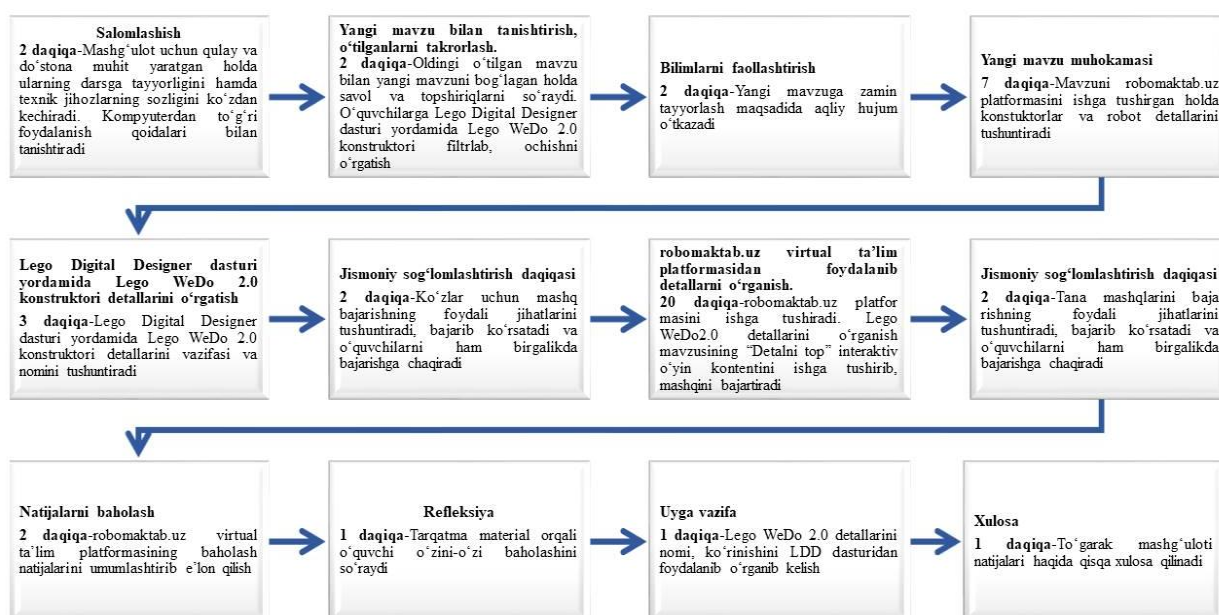 Salomlashish
2 daqiqa-Mashg‘ulot uchun qulay va
do‘stona muhit yaratgan holda
ularning darsga tayyorligini hamda
texnik jihozlarning sozligini ko‘zdan
kechiradi. Kompyuterdan to‘g‘ri
foydalanish qoidalari bilan
tanishtiradi
Yangi mavzu bilan tanishtirish,
o‘tilganlarni takrorlash.
2 daqiqa-Oldingi o‘tilgan mavzu
bilan yangi mavzuni bog‘lagan holda
savol va topshiriqlarni so‘raydi.
O‘quvchilarga Lego Digital Designer
dasturi yordamida Lego WeDo 2.0
konstruktori filtrlab, ochishni
o‘rgatish
Bilimlarni faollashtirish
2 daqiqa-Yangi mavzuga zamin
tayyorlash maqsadida aqliy hujum
o‘tkazadi
Yangi mavzu muhokamasi
7 daqiqa-Mavzuni robomaktab.uz
platformasini ishga tushirgan holda
konstuktorlar va robot detallarini
tushuntiradi
Lego Digital Designer dasturi
yordamida Lego WeDo 2.0
konstruktori detallarini o‘rgatish
3 daqiqa-Lego Digital Designer
dasturi yordamida Lego WeDo 2.0
konstruktori detallarini vazifasi va
nomini tushuntiradi
Jismoniy sog‘lomlashtirish daqiqasi
2 daqiqa-Ko‘zlar uchun mashq
bajarishning foydali jihatlarini
tushuntiradi, bajarib ko‘rsatadi va
o‘quvchilarni ham birgalikda
bajarishga chaqiradi
robomaktab.uz virtual ta’lim
platformasidan foydalanib
detallarni o‘rganish.
20 daqiqa-robomaktab.uz platfor
masini ishga tushiradi. Lego
WeDo2.0 detallarini o‘rganish
mavzusining “Detalni top” interaktiv
o‘yin kontentini ishga tushirib,
mashqini bajartiradi
Jismoniy sog‘lomlashtirish daqiqasi
2 daqiqa-Tana mashqlarini baja
rishning foydali jihatlarini
tushuntiradi, bajarib ko‘rsatadi va
o‘quvchilarni ham birgalikda
bajarishga chaqiradi
Natijalarni baholash
2 daqiqa-robomaktab.uz virtual
ta’lim platformasining baholash
natijalarini umumlashtirib e’lon qilish
Refleksiya
1 daqiqa-Tarqatma material orqali
o‘quvchi o‘zini-o‘zi baholashini
so‘raydi
Uyga vazifa
1 daqiqa-Lego WeDo 2.0 detallarini
nomi, ko‘rinishini LDD dasturidan
foydalanib o‘rganib kelish
Xulosa
1 daqiqa-To‘garak mashg‘uloti
natijalari haqida qisqa xulosa qilinadi